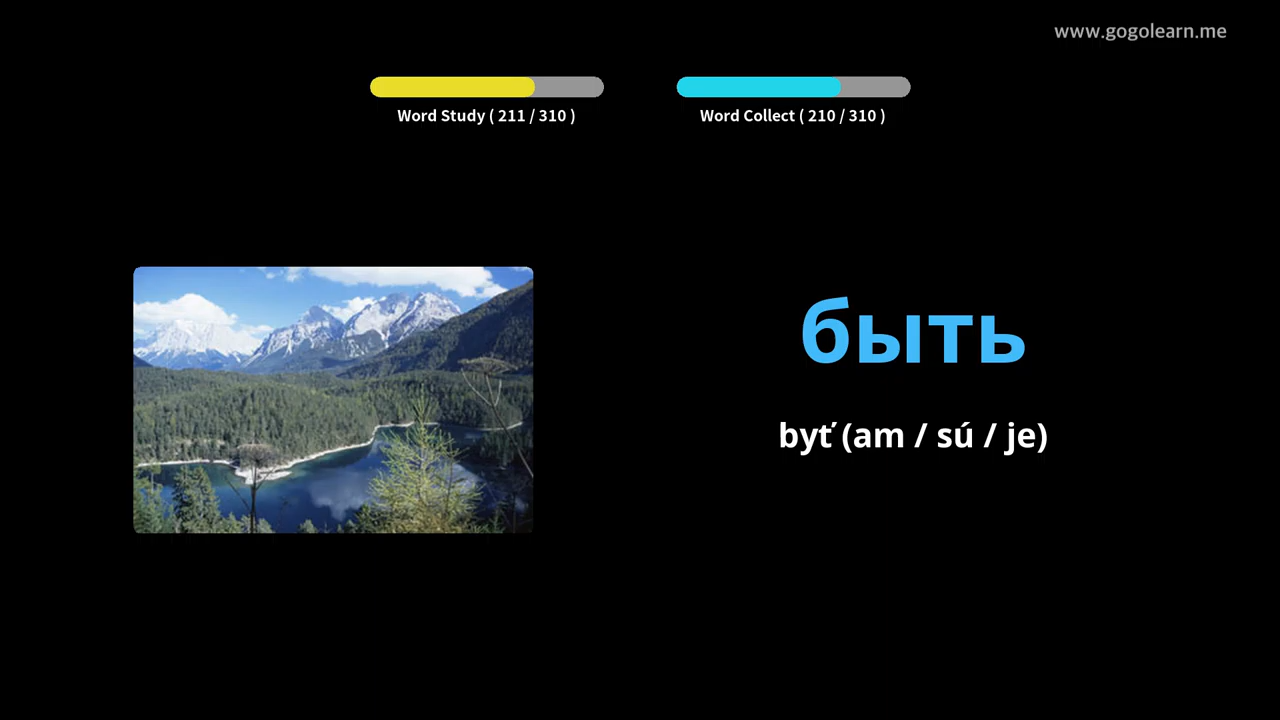 www.gogolearn.me
Word Study ( 211 / 310 )
Word Collect ( 210 / 310 )
быть
byť (am / sú / je)